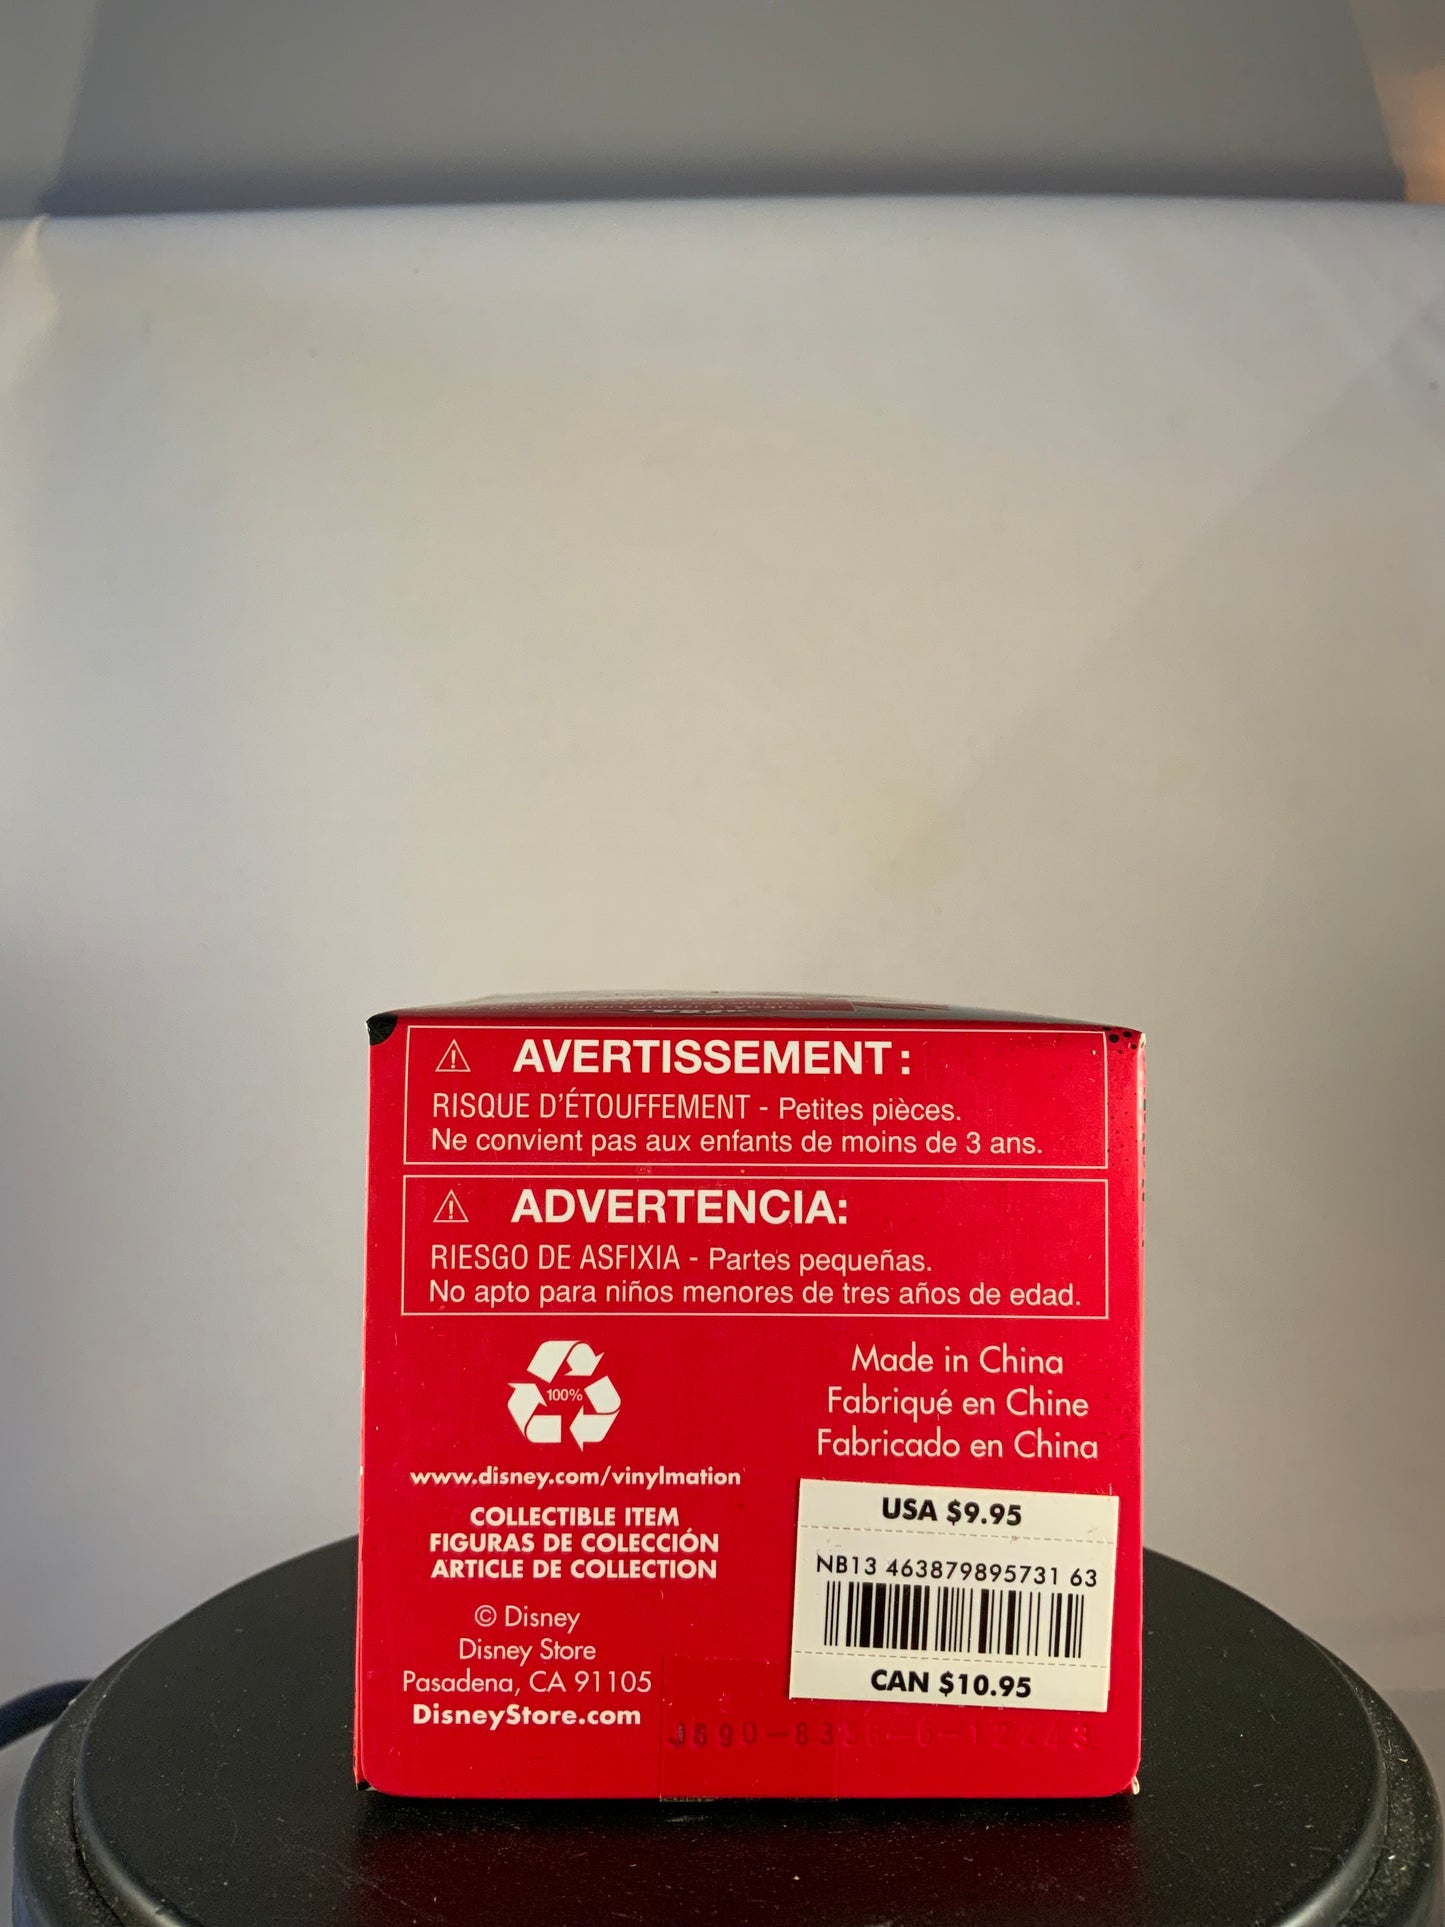 AVERTISSEMENT :
RISQUE D'ÉTOUFFEMENT - Petites pièces.
Ne convient pas aux enfants de moins de 3 ans.
ADVERTENCIA:
RIESGO DE ASFIXIA - Partes pequeñas.
No apto para niños menores de tres años de edad.
100%
www.disney.com/vinylmation
COLLECTIBLE ITEM
FIGURAS DE COLECCIÓN
ARTICLE DE COLLECTION
© Disney
Disney Store
Pasadena, CA 91105
DisneyStore.com
Made in China
Fabriqué en Chine
Fabricado en China
USA $9.95
NB13 463879895731 63
CAN $10.95